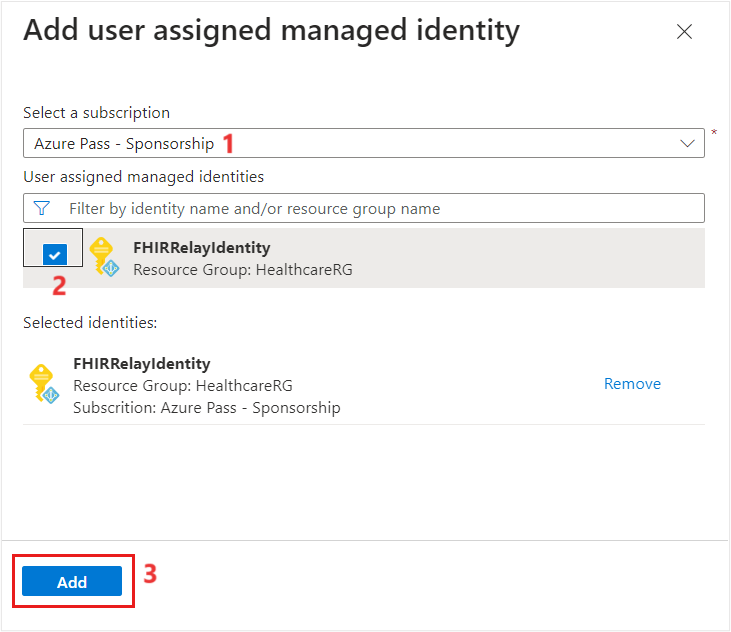 Add user assigned managed identity
Select a subscription
Azure Pass - Sponsorship 1
*
User assigned managed identities
Filter by identity name and/or resource group name
FHIRRelayIdentity
Resource Group: HealthcareRG
2
Selected identities:
FHIRRelayIdentity
Resource Group: HealthcareRG
Remove
Subscrition: Azure Pass - Sponsorship
Add
3